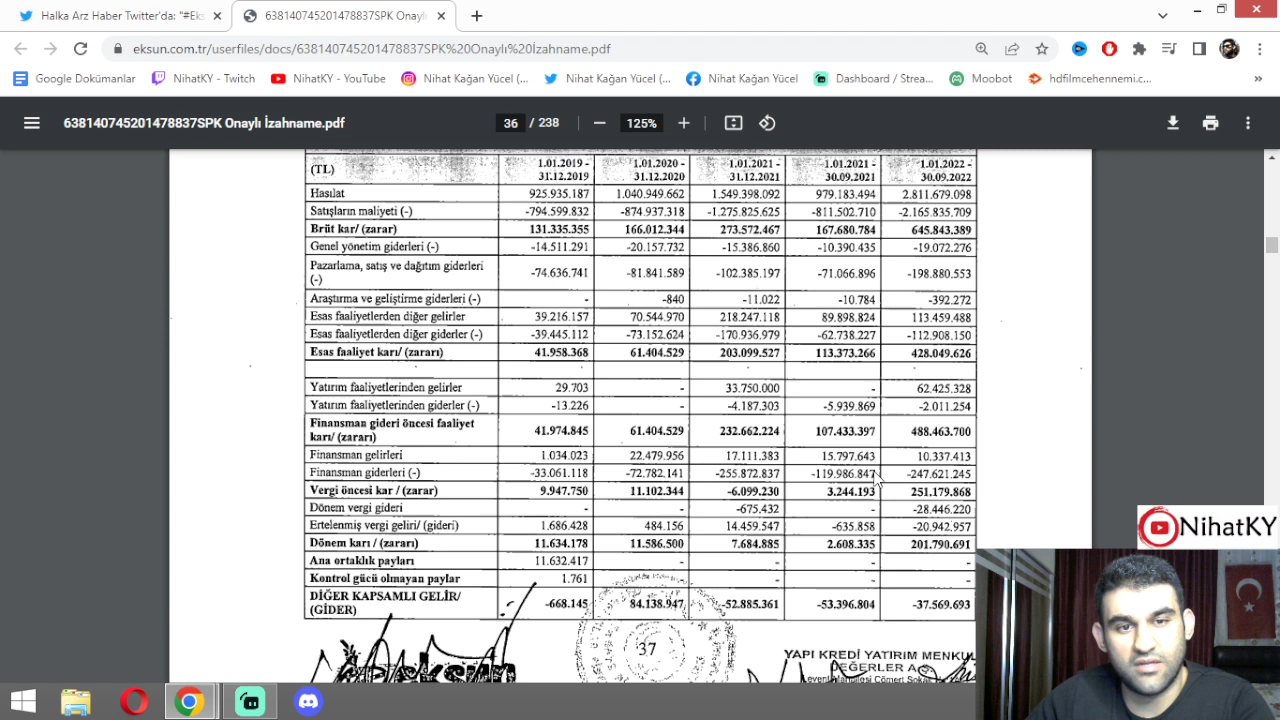 Halka Arz Haber Twitter'da: "#Eks
638140745201478837SPK Onaylı
eksun.com.tr/userfiles/docs/638140745201478837SPK%20Onaylı%20İzahname.pdf
Google Dokümanlar
NihatKY - Twitch
NihatKY - YouTube
Nihat Kağan Yücel (...
Nihat Kağan Yücel (...
Nihat Kağan Yücel
Dashboard / Strea...
Moobot
hdfilmcehennemi.c...
»
638140745201478837SPK Onaylı İzahname.pdf
36 / 238
125%
(TL) 1.01.2019 - 31.12.2019 1.01.2020 - 31.12.2020 1.01.2021 - 31.12.2021 1.01.2021 - 30.09.2021 1.01.2022 - 30.09.2022
Hasılat 925.935.187 1.040.949.662 1.549.398.092 979.183.494 2.811.679.098
Satışların maliyeti (-) -794.599.832 -874.937.318 -1.275.825.625 -811.502.710 -2.165.835.709
Brüt kar/ (zarar) 131.335.355 166.012.344 273.572.467 167.680.784 645.843.389
Genel yönetim giderleri (-) -14.511.291 -20.157.732 -15.386.860 -10.390.435 -19.072.276
Pazarlama, satış ve dağıtım giderleri
(-) -74.636.741 -81.841.589 -102.385.197 -71.066.896 -198.880.553
Araştırma ve geliştirme giderleri (-) - -840 -11.022 -10.784 -392.272
Esas faaliyetlerden diğer gelirler 39.216.157 70.544.970 218.247.118 89.898.824 113.459.488
Esas faaliyetlerden diğer giderler (-) -39.445.112 -73.152.624 -170.936.979 -62.738.227 -112.908.150
Esas faaliyet karı/ (zararı) 41.958.368 61.404.529 203.099.527 113.373.266 428.049.626
Yatırım faaliyetlerinden gelirler 29.703 - 33.750.000 - 62.425.328
Yatırım faaliyetlerinden giderler (-) -13.226 - -4.187.303 -5.939.869 -2.011.254
Finansman gideri öncesi faaliyet
karı/ (zararı) 41.974.845 61.404.529 232.662.224 107.433.397 488.463.700
Finansman gelirleri 1.034.023 22.479.956 17.111.383 15.797.643 10.337.413
Finansman giderleri (-) -33.061.118 -72.782.141 -255.872.837 -119.986.847 -247.621.245
Vergi öncesi kar / (zarar) 9.947.750 11.102.344 -6.099.230 3.244.193 251.179.868
Dönem vergi gideri - - -675.432 - -28.446.220
Ertelenmiş vergi geliri/ (gideri) 1.686.428 484.156 14.459.547 -635.858 -20.942.957
Dönem karı / (zararı) 11.634.178 11.586.500 7.684.885 2.608.335 201.790.691
Ana ortaklık payları 11.632.417 - - - -
Kontrol gücü olmayan paylar 1.761 - - - -
DİĞER KAPSAMLI GELİR/
(GİDER) -668.145 84.138.947 -52.885.361 -53.396.804 -37.569.693
37
eksun
YAPI KREDİ YATIRIM MENKUL
DEĞERLER A.Ş.
NihatKY